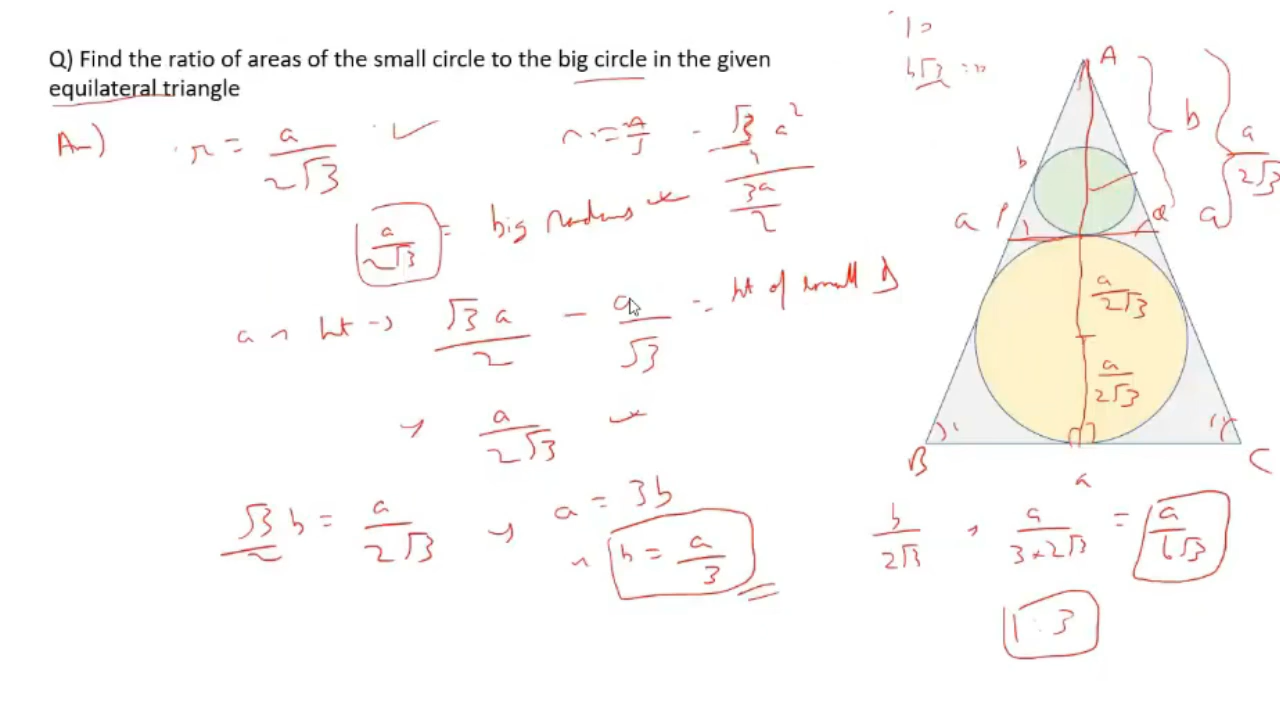 Q) Find the ratio of areas of the small circle to the big circle in the given
equilateral triangle
A-) r = a/2√3
√3/4 a² / 3a/2
a/2√3 = big radius
√3 a/2 - a/√3 = ht of small Δ
a/2√3
√3/2 b = a/2√3
a = 3b
b = a/3
b/2√3 , a/3×2√3 = a/6√3
1 : 3
A
b
b
a/2√3
a
P
Q
a
a/2√3
a/2√3
B
C
a